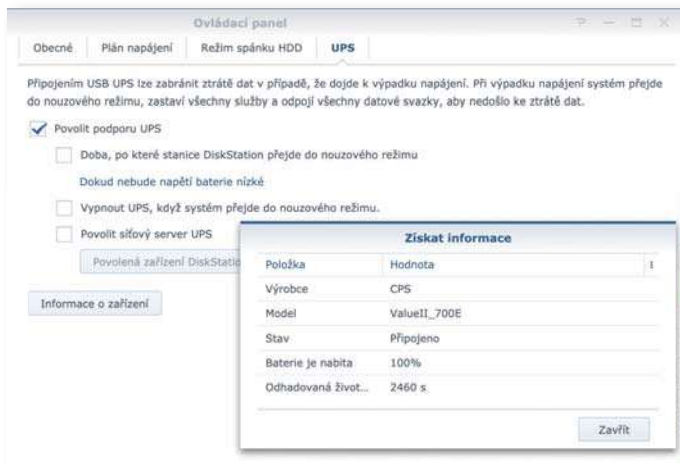 Ovládací panel
Obecné Plán napájení Režim spánku HDD UPS
Připojením USB UPS lze zabránit ztrátě dat v případě, že dojde k výpadku napájení. Při výpadku napájení systém přejde
do nouzového režimu, zastaví všechny služby a odpojí všechny datové svazky, aby nedošlo ke ztrátě dat.
Povolit podporu UPS
Doba, po které stanice DiskStation přejde do nouzového režimu
Dokud nebude napětí baterie nízké
Vypnout UPS, když systém přejde do nouzového režimu.
Povolit síťový server UPS
Povolená zařízení DiskStatio
Informace o zařízení
Získat informace
Položka Hodnota
Výrobce CPS
Model ValueII_700E
Stav Připojeno
Baterie je nabita 100%
Odhadovaná život... 2460 s
Zavřít